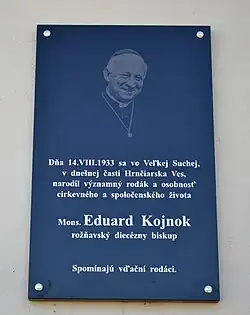 Dňa 14.VIII.1933 sa vo Veľkej Suchej,
v dnešnej časti Hrnčiarska Ves,
narodil významný rodák a osobnosť
cirkevného a spoločenského života
Mons. Eduard Kojnok
rožňavský diecézny biskup
Spomínajú vďační rodáci.